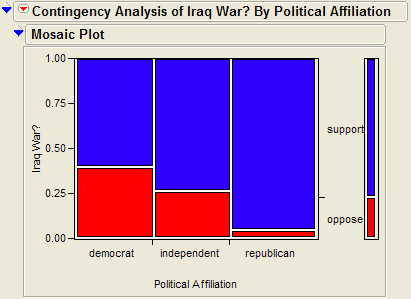 Contingency Analysis of Iraq War? By Political Affiliation
Mosaic Plot
1.00
0.75
0.50
0.25
0.00
Iraq War?
support
oppose
democrat
independent
republican
Political Affiliation